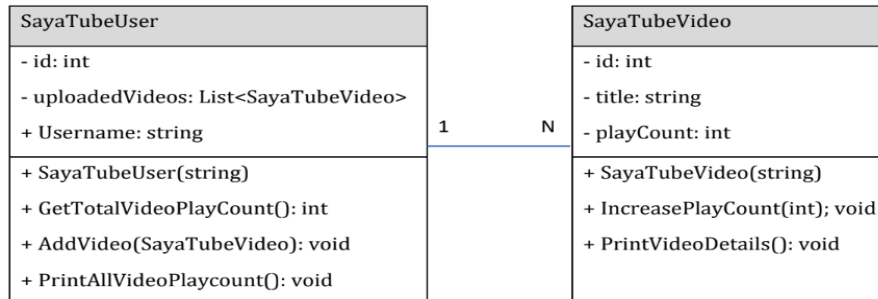 SayaTubeUser
- id: int
- uploadedVideos: List<SayaTubeVideo>
+ Username: string
+ SayaTubeUser(string)
+ GetTotalVideoPlayCount(): int
+ AddVideo(SayaTubeVideo): void
+ PrintAllVideoPlaycount(): void
1
N
SayaTubeVideo
- id: int
- title: string
- playCount: int
+ SayaTubeVideo(string)
+ IncreasePlayCount(int); void
+ PrintVideoDetails(): void